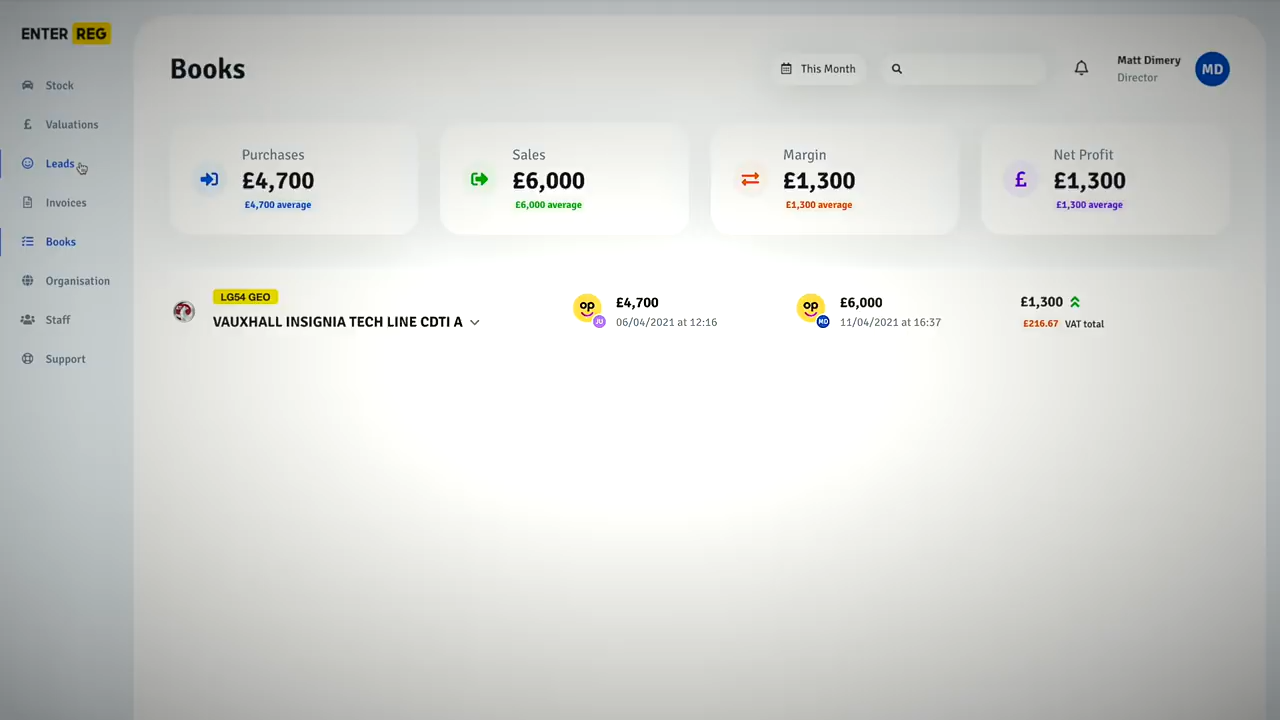 ENTER REG
Stock
Valuations
Leads
Invoices
Books
Organisation
Staff
Support
Books
This Month
Matt Dimery
Director
MD
Purchases
£4,700
£4,700 average
Sales
£6,000
£6,000 average
Margin
£1,300
£1,300 average
Net Profit
£1,300
£1,300 average
LG54 GEO
VAUXHALL INSIGNIA TECH LINE CDTI A
JU
£4,700
06/04/2021 at 12:16
MD
£6,000
11/04/2021 at 16:37
£1,300
£216.67 VAT total